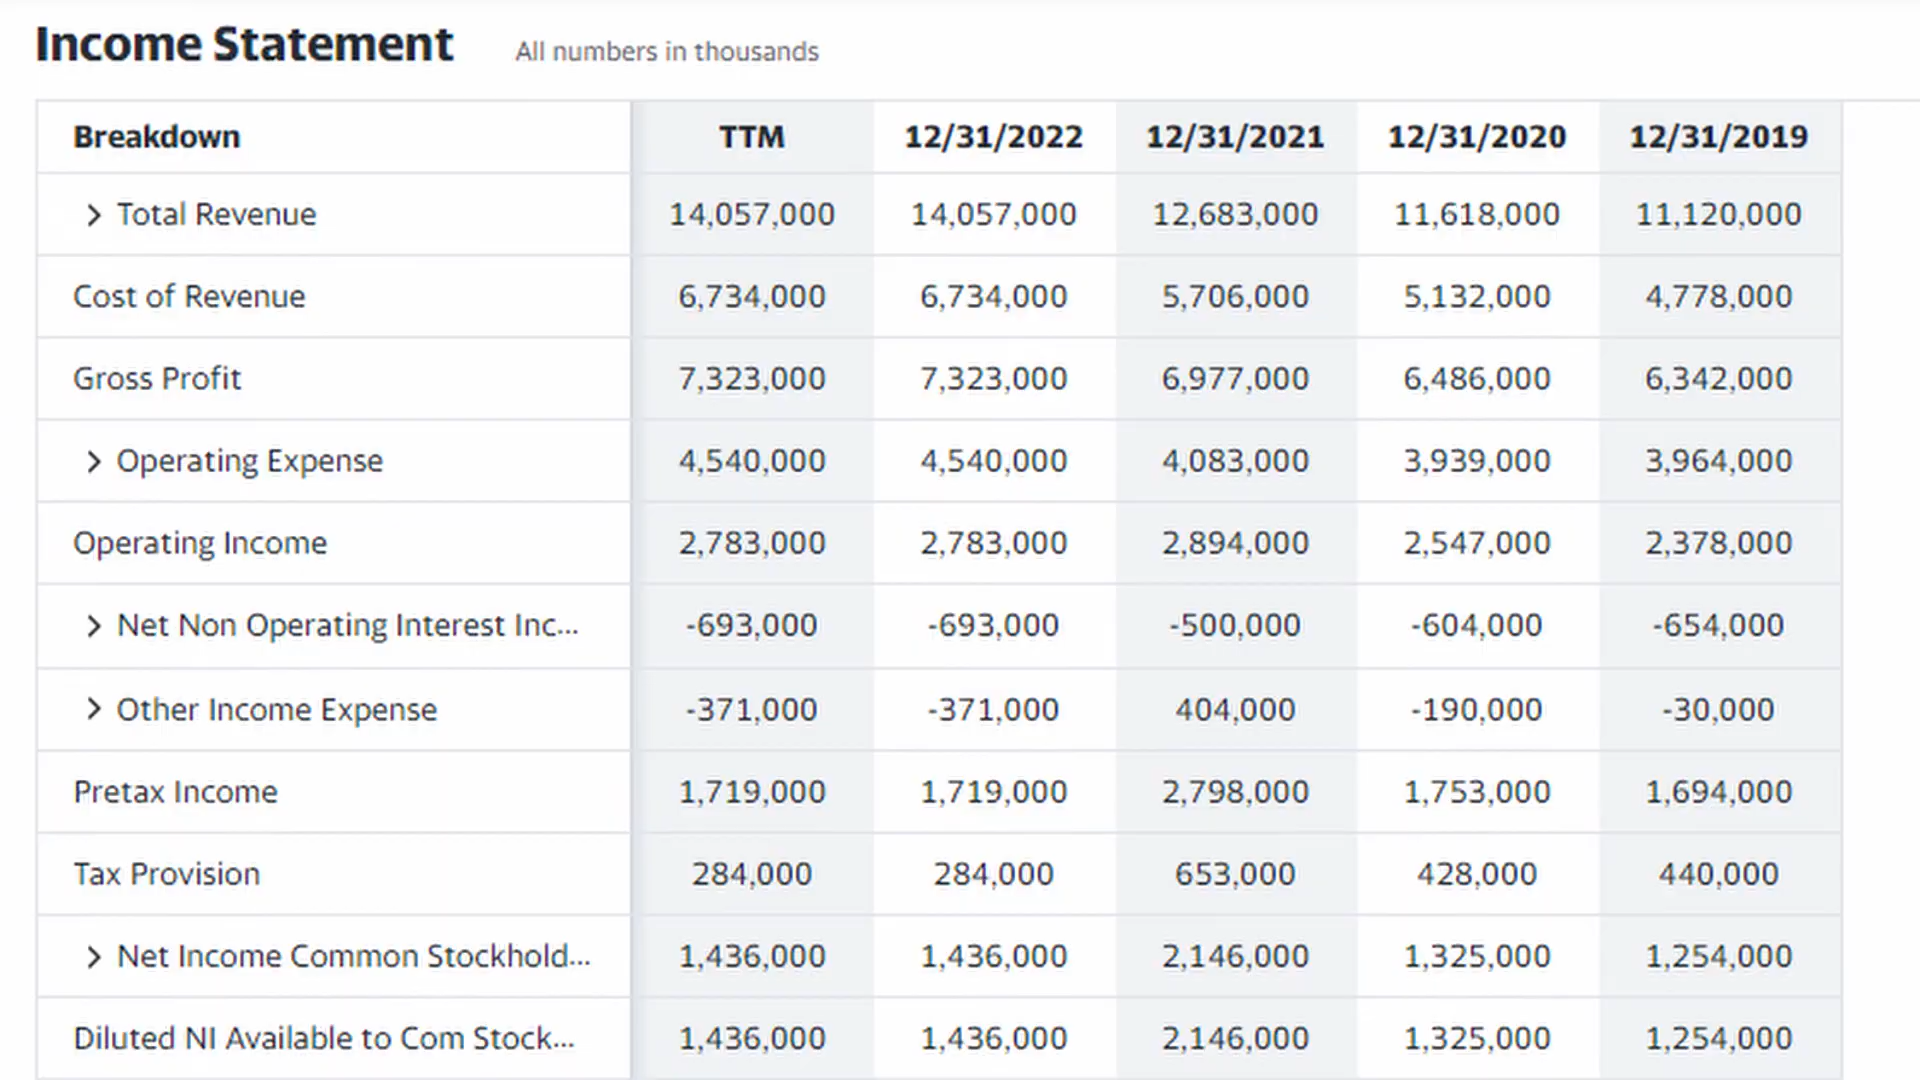 Income Statement All numbers in thousands
Breakdown TTM 12/31/2022 12/31/2021 12/31/2020 12/31/2019
Total Revenue 14,057,000 14,057,000 12,683,000 11,618,000 11,120,000
Cost of Revenue 6,734,000 6,734,000 5,706,000 5,132,000 4,778,000
Gross Profit 7,323,000 7,323,000 6,977,000 6,486,000 6,342,000
Operating Expense 4,540,000 4,540,000 4,083,000 3,939,000 3,964,000
Operating Income 2,783,000 2,783,000 2,894,000 2,547,000 2,378,000
Net Non Operating Interest Inc... -693,000 -693,000 -500,000 -604,000 -654,000
Other Income Expense -371,000 -371,000 404,000 -190,000 -30,000
Pretax Income 1,719,000 1,719,000 2,798,000 1,753,000 1,694,000
Tax Provision 284,000 284,000 653,000 428,000 440,000
Net Income Common Stockhold... 1,436,000 1,436,000 2,146,000 1,325,000 1,254,000
Diluted NI Available to Com Stock... 1,436,000 1,436,000 2,146,000 1,325,000 1,254,000